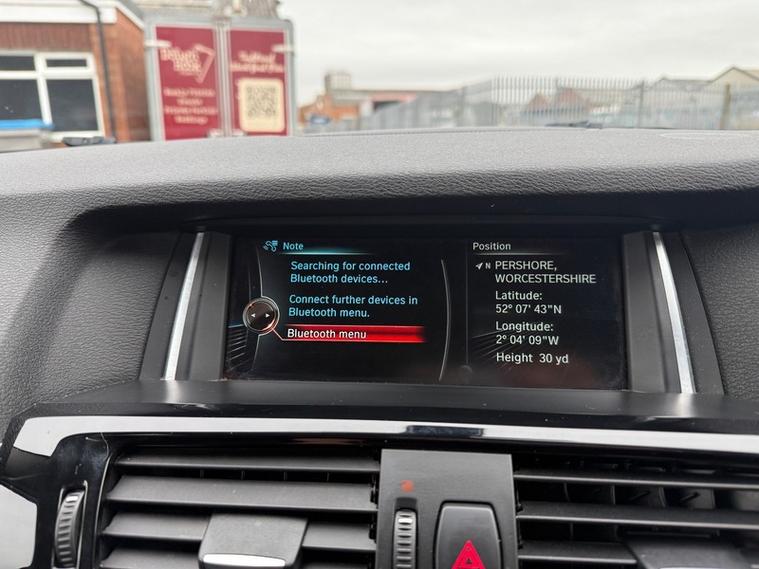 Note
Searching for connected
Bluetooth devices...
Connect further devices in
Bluetooth menu.
Bluetooth menu
Position
N PERSHORE,
WORCESTERSHIRE
Latitude:
52° 07' 43"N
Longitude:
2° 04' 09"W
Height 30 yd